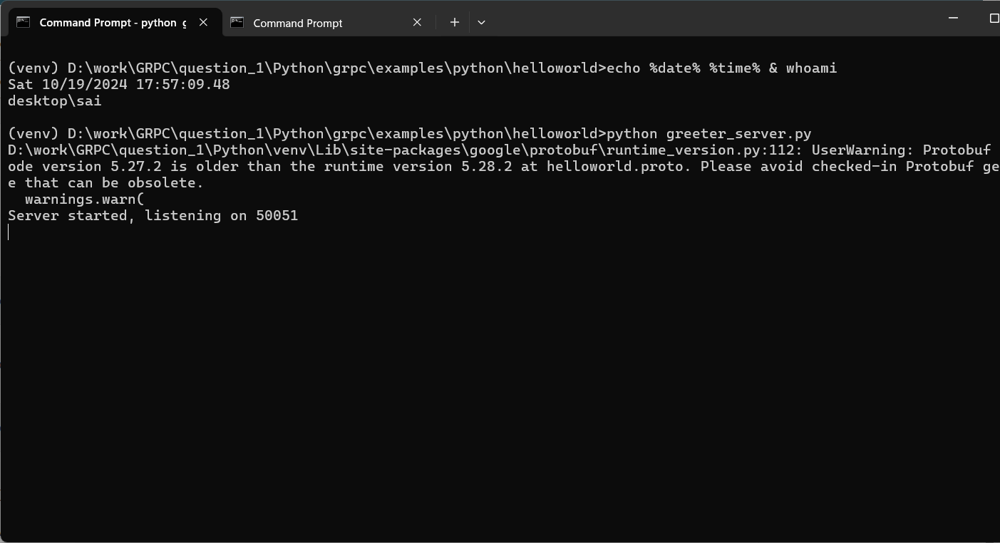 Command Prompt - python g
Command Prompt
(venv) D:\work\GRPC\question_1\Python\grpc\examples\python\helloworld>echo %date% %time% & whoami
Sat 10/19/2024 17:57:09.48
desktop\sai
(venv) D:\work\GRPC\question_1\Python\grpc\examples\python\helloworld>python greeter_server.py
D:\work\GRPC\question_1\Python\venv\Lib\site-packages\google\protobuf\runtime_version.py:112: UserWarning: Protobuf
ode version 5.27.2 is older than the runtime version 5.28.2 at helloworld.proto. Please avoid checked-in Protobuf ge
e that can be obsolete.
  warnings.warn(
Server started, listening on 50051